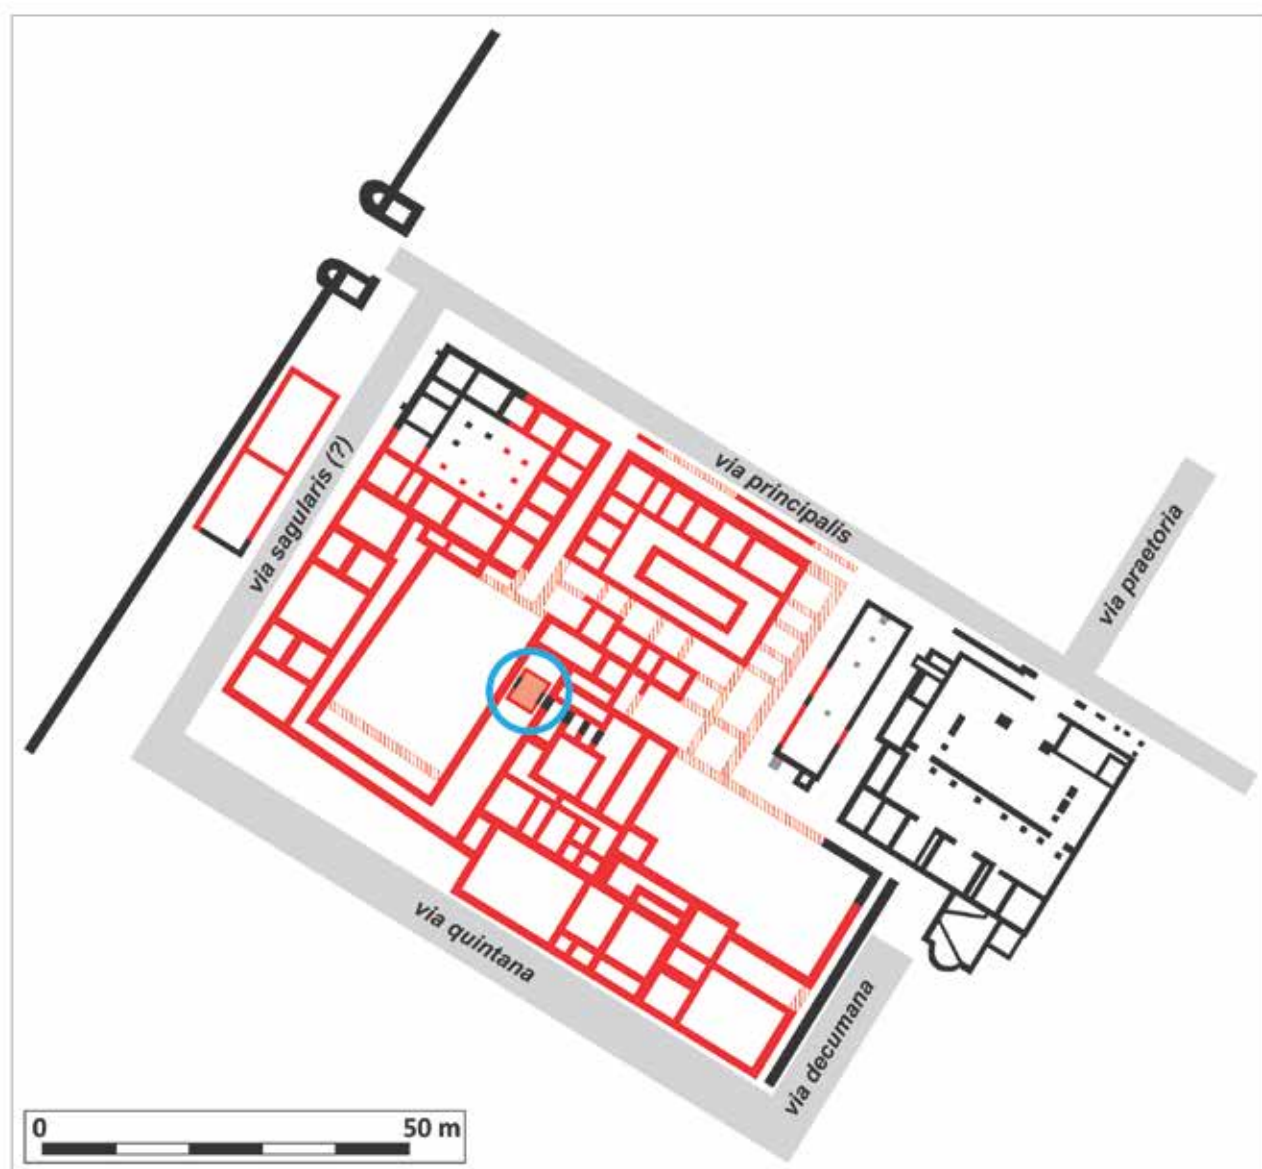 via principalis
via praetoria
via sagularis (?)
via quintana
via decumana
0 50 m